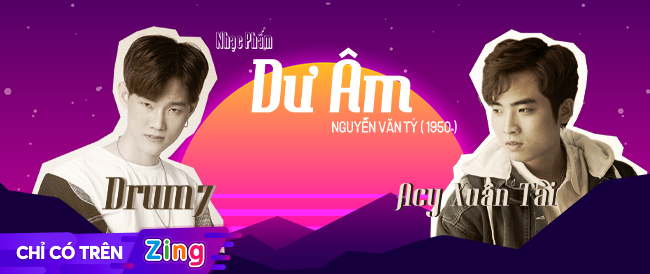 Nhạc Phẩm
Dư Âm
NGUYỄN VĂN TÝ (1950)
Drum7
Acy Xuân Tài
CHỈ CÓ TRÊN Zing